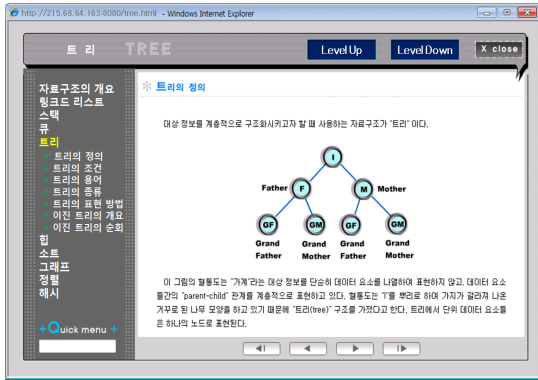 http://215.68.64.163:8080/tree.html - Windows Internet Explorer
트 리 TREE Level Up Level Down X close
자료구조의 개요
링크드 리스트
스택
큐
트리
트리의 정의
트리의 조건
트리의 용어
트리의 종류
트리의 표현 방법
이진 트리의 개요
이진 트리의 순회
힙
소트
그래프
정렬
해시
+ Quick menu +
※ 트리의 정의
대상 정보를 계층적으로 구조화시키고자 할 때 사용하는 자료구조가 "트리" 이다.
I
Father F M Mother
GF GM GF GM
Grand Grand Grand Grand
Father Mother Father Mother
이 그림의 혈통도는 "가계"라는 대상 정보를 단순히 데이터 요소를 나열하여 표현하지 않고, 데이터 요소
들간의 "parent-child" 관계를 계층적으로 표현하고 있다. 혈통도는 "I"를 뿌리로 하여 가지가 갈라져 나온
거꾸로 된 나무 모양을 하고 있기 때문에 "트리(tree)" 구조를 가졌다고 한다. 트리에서 단위 데이터 요소들
은 하나의 노드로 표현된다.